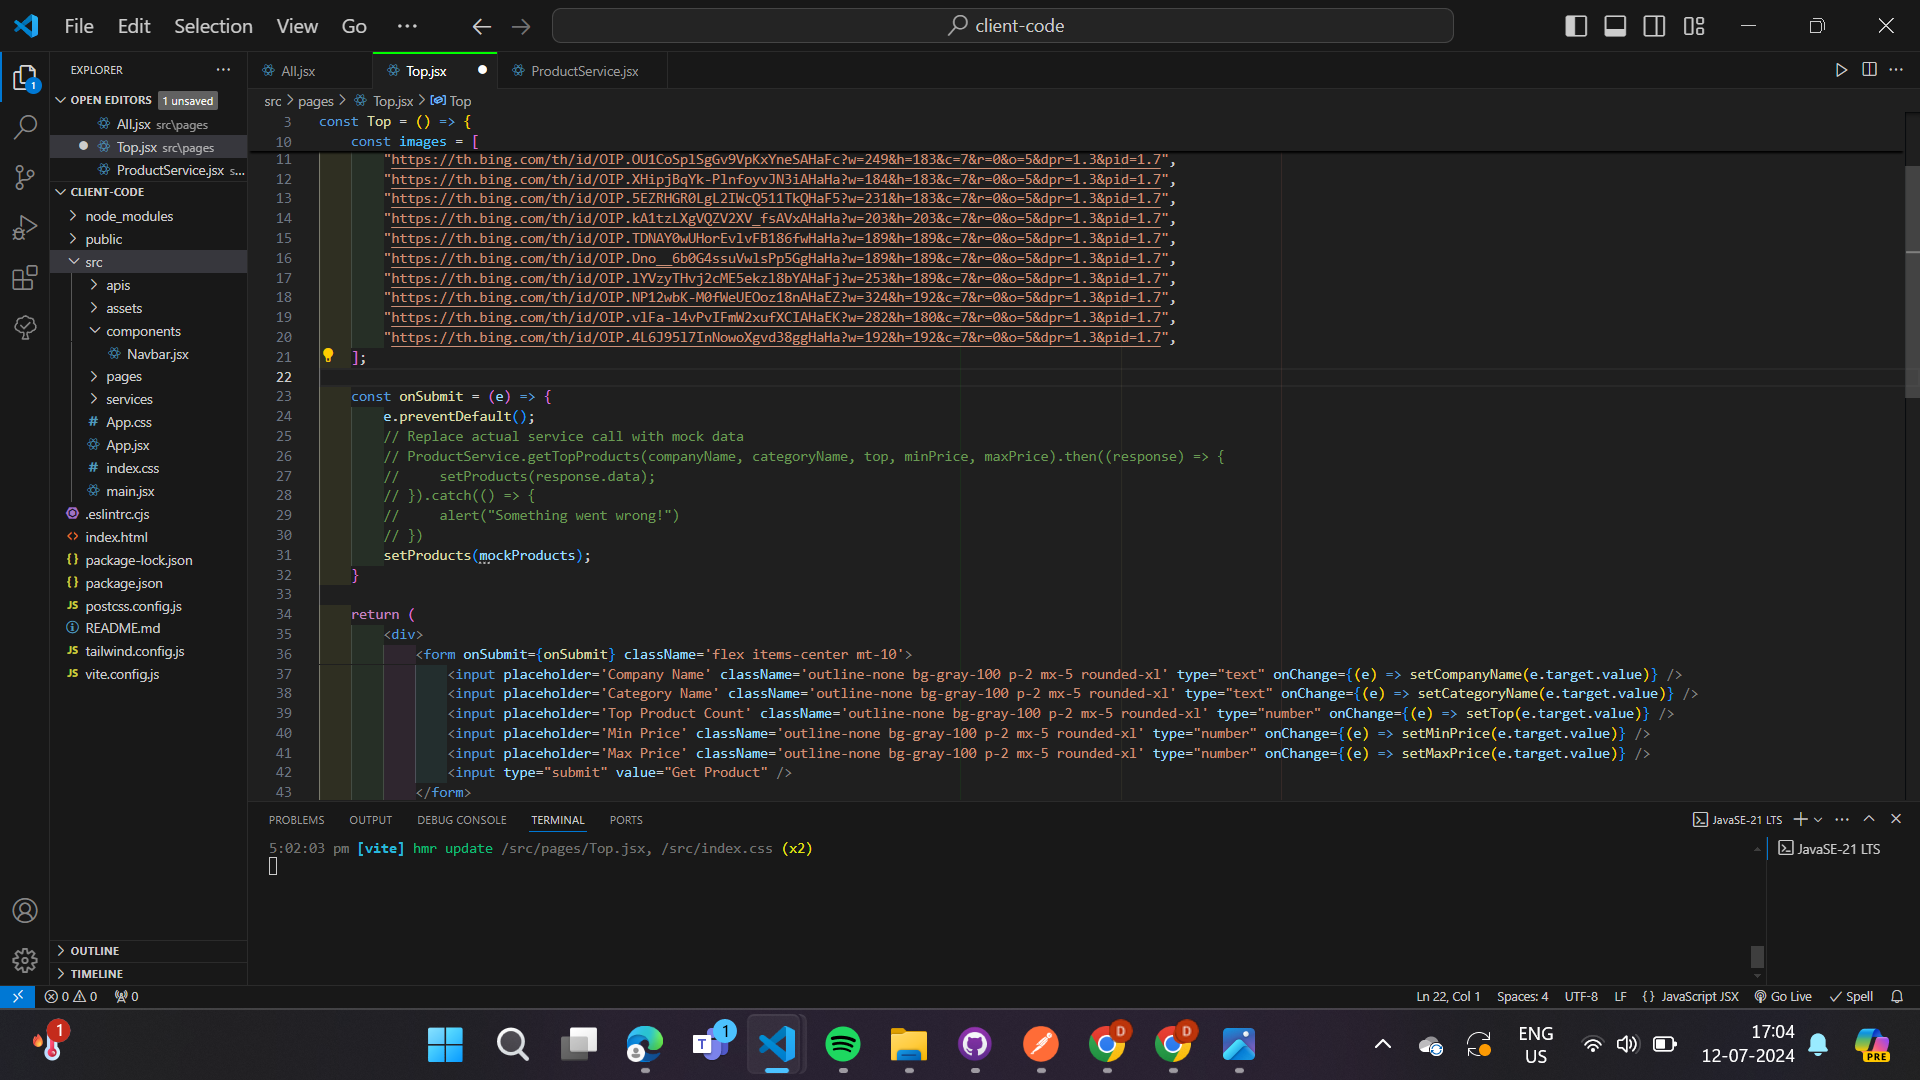 File Edit Selection View Go ···
client-code
EXPLORER ···
OPEN EDITORS 1 unsaved
All.jsx src\pages
Top.jsx src\pages
ProductService.jsx s...
CLIENT-CODE
node_modules
public
src
apis
assets
components
Navbar.jsx
pages
services
# App.css
App.jsx
# index.css
main.jsx
.eslintrc.cjs
<> index.html
{} package-lock.json
{} package.json
JS postcss.config.js
README.md
JS tailwind.config.js
JS vite.config.js
OUTLINE
TIMELINE
All.jsx Top.jsx ProductService.jsx
src > pages > Top.jsx > Top
3 const Top = () => {
10 const images = [
11 "https://th.bing.com/th/id/OIP.OU1CoSplSgGv9VpKxYneSAHaFc?w=249&h=183&c=7&r=0&o=5&dpr=1.3&pid=1.7",
12 "https://th.bing.com/th/id/OIP.XHipjBqYk-PlnfoyvJN3iAHaHa?w=184&h=183&c=7&r=0&o=5&dpr=1.3&pid=1.7",
13 "https://th.bing.com/th/id/OIP.5EZRHGR0LgL2IWcQ511TkQHaF5?w=231&h=183&c=7&r=0&o=5&dpr=1.3&pid=1.7",
14 "https://th.bing.com/th/id/OIP.kA1tzLXgVQZV2XV_fsAVxAHaHa?w=203&h=203&c=7&r=0&o=5&dpr=1.3&pid=1.7",
15 "https://th.bing.com/th/id/OIP.TDNAY0wUHorEvlvFB186fwHaHa?w=189&h=189&c=7&r=0&o=5&dpr=1.3&pid=1.7",
16 "https://th.bing.com/th/id/OIP.Dno__6b0G4ssuVwlsPp5GgHaHa?w=189&h=189&c=7&r=0&o=5&dpr=1.3&pid=1.7",
17 "https://th.bing.com/th/id/OIP.lYVzyTHvj2cME5ekzl8bYAHaFj?w=253&h=189&c=7&r=0&o=5&dpr=1.3&pid=1.7",
18 "https://th.bing.com/th/id/OIP.NP12wbK-M0fWeUEOoz18nAHaEZ?w=324&h=192&c=7&r=0&o=5&dpr=1.3&pid=1.7",
19 "https://th.bing.com/th/id/OIP.vlFa-l4vPvIFmW2xufXCIAHaEK?w=282&h=180&c=7&r=0&o=5&dpr=1.3&pid=1.7",
20 "https://th.bing.com/th/id/OIP.4L6J95l7InNowoXgvd38ggHaHa?w=192&h=192&c=7&r=0&o=5&dpr=1.3&pid=1.7",
21 ];
22
23 const onSubmit = (e) => {
24 e.preventDefault();
25 // Replace actual service call with mock data
26 // ProductService.getTopProducts(companyName, categoryName, top, minPrice, maxPrice).then((response) => {
27 // setProducts(response.data);
28 // }).catch(() => {
29 // alert("Something went wrong!")
30 // })
31 setProducts(mockProducts);
32 }
33
34 return (
35 <div>
36 <form onSubmit={onSubmit} className='flex items-center mt-10'>
37 <input placeholder='Company Name' className='outline-none bg-gray-100 p-2 mx-5 rounded-xl' type="text" onChange={(e) => setCompanyName(e.target.value)} />
38 <input placeholder='Category Name' className='outline-none bg-gray-100 p-2 mx-5 rounded-xl' type="text" onChange={(e) => setCategoryName(e.target.value)} />
39 <input placeholder='Top Product Count' className='outline-none bg-gray-100 p-2 mx-5 rounded-xl' type="number" onChange={(e) => setTop(e.target.value)} />
40 <input placeholder='Min Price' className='outline-none bg-gray-100 p-2 mx-5 rounded-xl' type="number" onChange={(e) => setMinPrice(e.target.value)} />
41 <input placeholder='Max Price' className='outline-none bg-gray-100 p-2 mx-5 rounded-xl' type="number" onChange={(e) => setMaxPrice(e.target.value)} />
42 <input type="submit" value="Get Product" />
43 </form>
PROBLEMS OUTPUT DEBUG CONSOLE TERMINAL PORTS
JavaSE-21 LTS
5:02:03 pm [vite] hmr update /src/pages/Top.jsx, /src/index.css (x2)
JavaSE-21 LTS
0 0 0
Ln 22, Col 1 Spaces: 4 UTF-8 LF {} JavaScript JSX Go Live Spell
1
1
D
D
ENG
US
17:04
12-07-2024
PRE